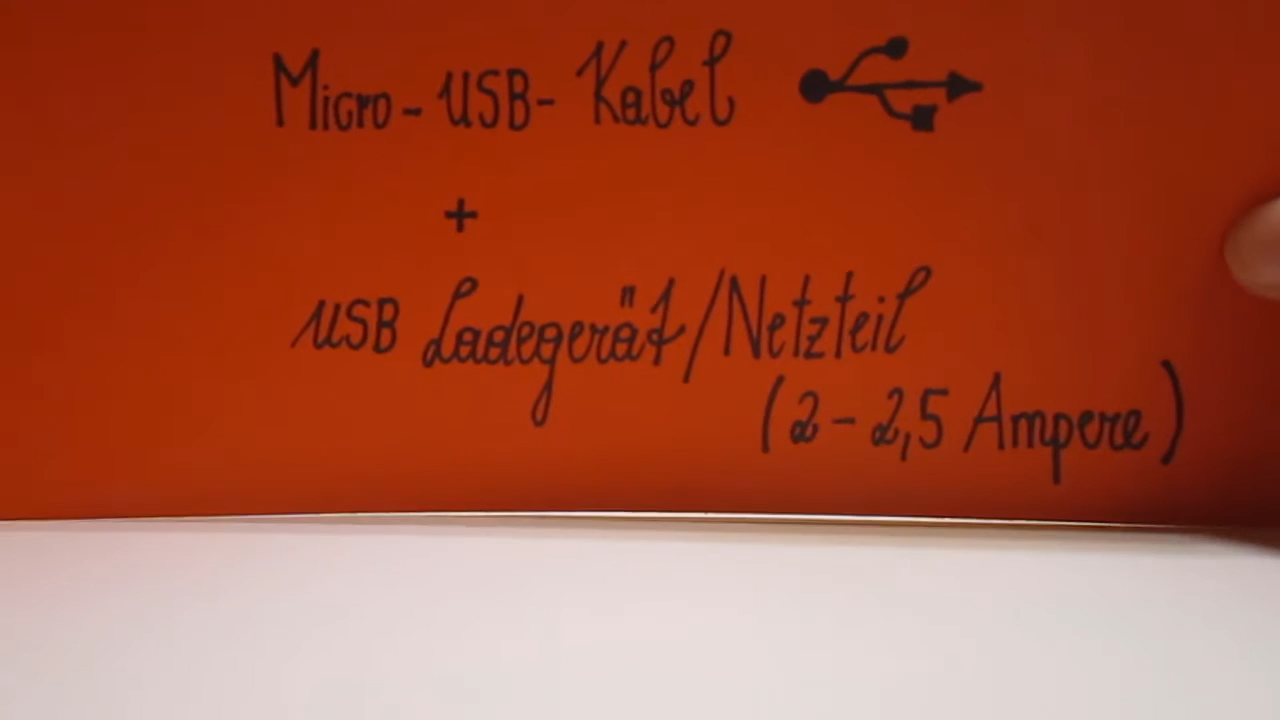 Micro-USB-Kabel
+
USB Ladegerät/Netzteil
(2-2,5 Ampere)